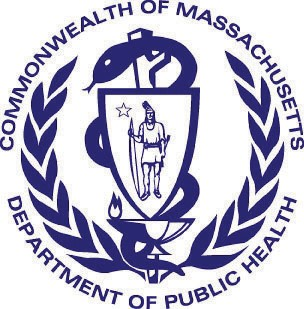 COMMONWEALTH OF MASSACHUSETTS
DEPARTMENT OF PUBLIC HEALTH